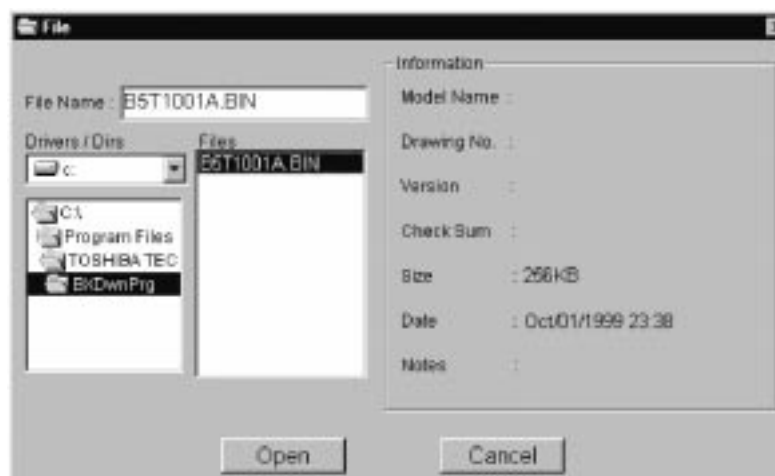 File
File Name : B5T1001A.BIN
Drivers / Dirs
c:
C:\
Program Files
TOSHIBA TEC
BXDwnPrg
Files
B5T1001A.BIN
Information
Model Name :
Drawing No. :
Version :
Check Sum :
Size : 256KB
Date : Oct/01/1999 23:38
Notes :
Open
Cancel